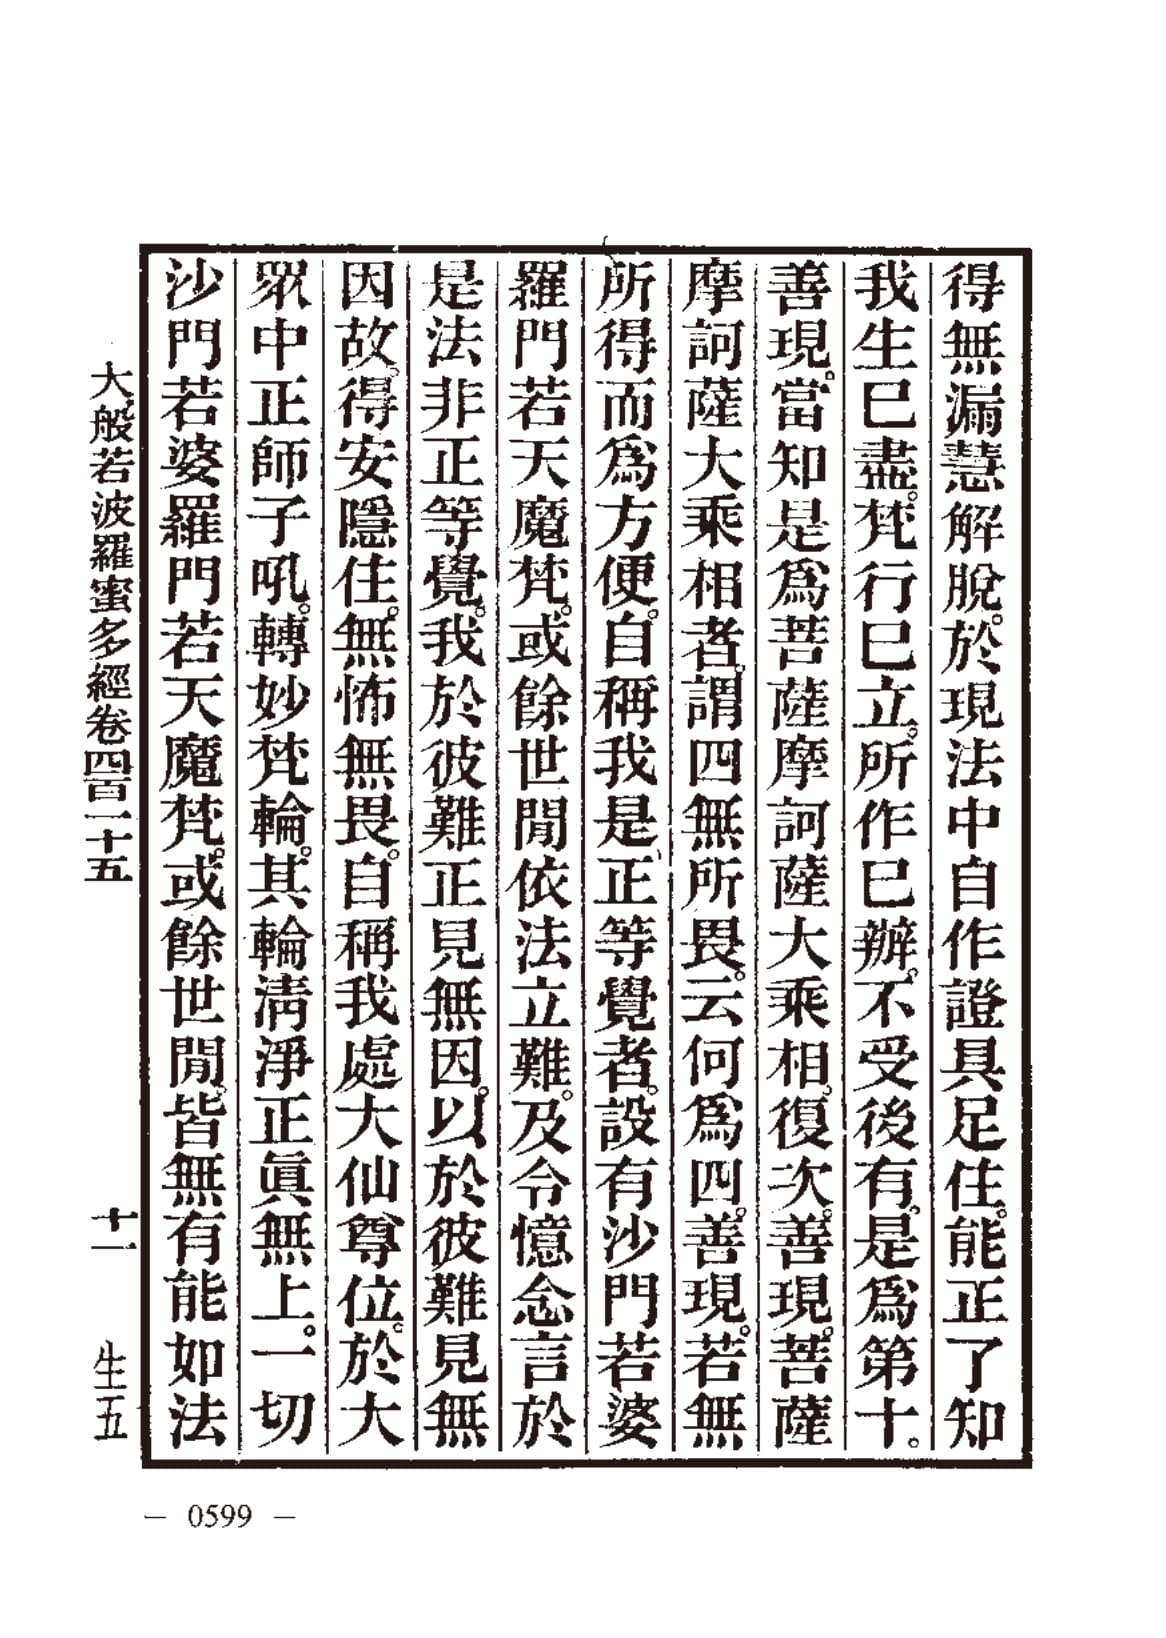 得無漏慧解脫。於現法中自作證具足住。能正了知
我生已盡。梵行已立。所作已辦。不受後有。是爲第十。
善現。當知是爲菩薩摩訶薩大乘相。復次。善現。菩薩
摩訶薩大乘相者。謂四無所畏。云何爲四。善現。若無
所得而爲方便。自稱我是正等覺者。設有沙門若婆
羅門若天魔梵。或餘世閒依法立難。及令憶念言於
是法非正等覺。我於彼難正見無因。以於彼難見無
因故。得安隱住。無怖無畏。自稱我處大仙尊位。於大
眾中正師子吼。轉妙梵輪。其輪淸淨正眞無上。一切
沙門若婆羅門若天魔梵。或餘世閒。皆無有能如法
大般若波羅蜜多經卷四百一十五 十一 生五
— 0599 —